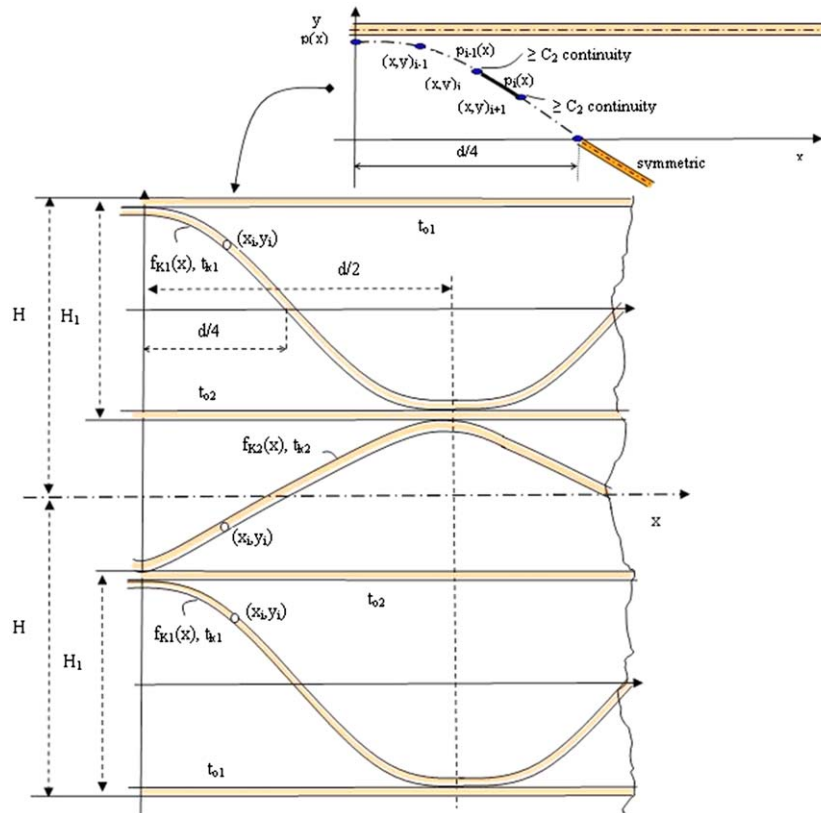 y
p(x)
(x,y)i-1
pi-1(x)
≥ C2 continuity
(x,y)i
pi(x)
(x,y)i+1
≥ C2 continuity
d/4
x
symmetric
to1
(xi,yi)
fK1(x), tk1
d/2
H
H1
d/4
to2
fK2(x), tk2
x
(xi,yi)
to2
(xi,yi)
fK1(x), tk1
H
H1
to1